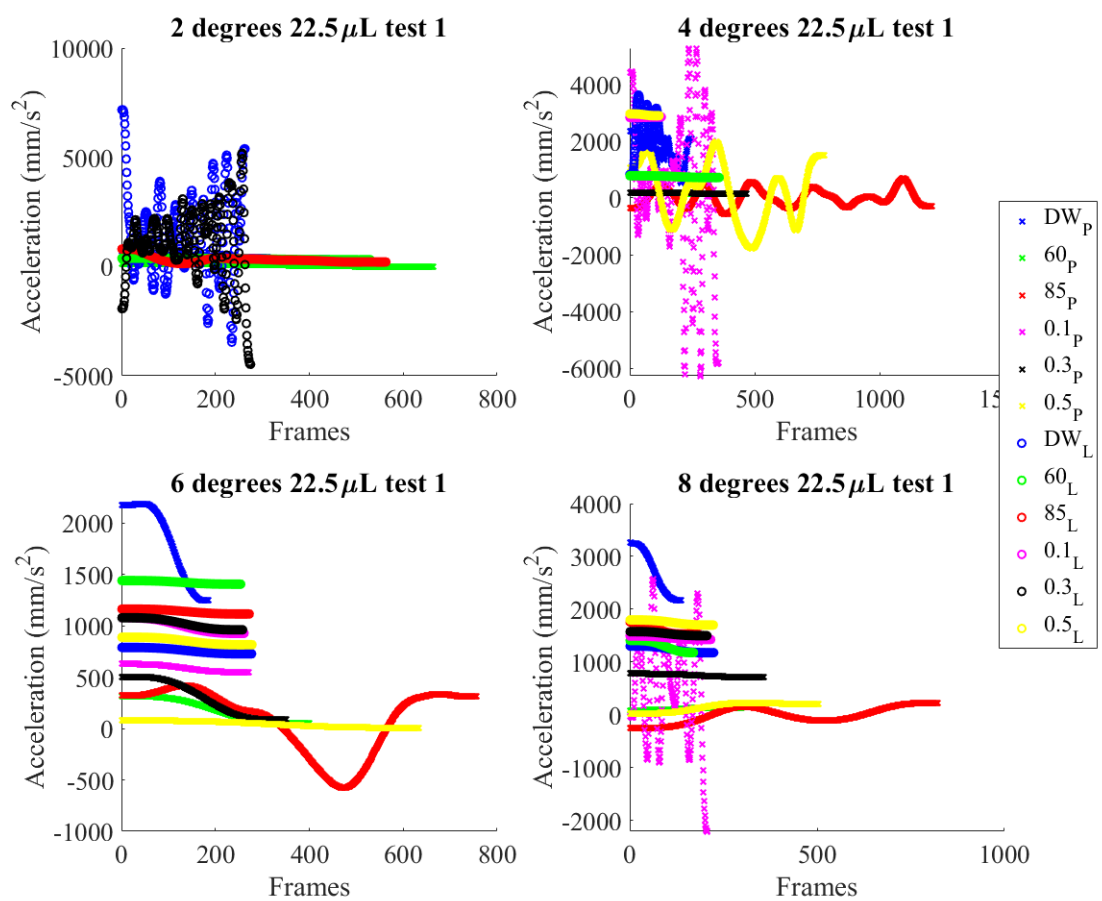 2 degrees 22.5μL test 1
10000
5000
0
-5000
0 200 400 600 800
Acceleration (mm/s²)
Frames
4 degrees 22.5μL test 1
4000
2000
0
-2000
-4000
-6000
0 500 1000
Acceleration (mm/s²)
Frames
6 degrees 22.5μL test 1
2000
1500
1000
500
0
-500
-1000
0 200 400 600 800
Acceleration (mm/s²)
Frames
8 degrees 22.5μL test 1
4000
3000
2000
1000
0
-1000
-2000
0 500 1000
Acceleration (mm/s²)
Frames
DW_P
60_P
85_P
0.1_P
0.3_P
0.5_P
DW_L
60_L
85_L
0.1_L
0.3_L
0.5_L